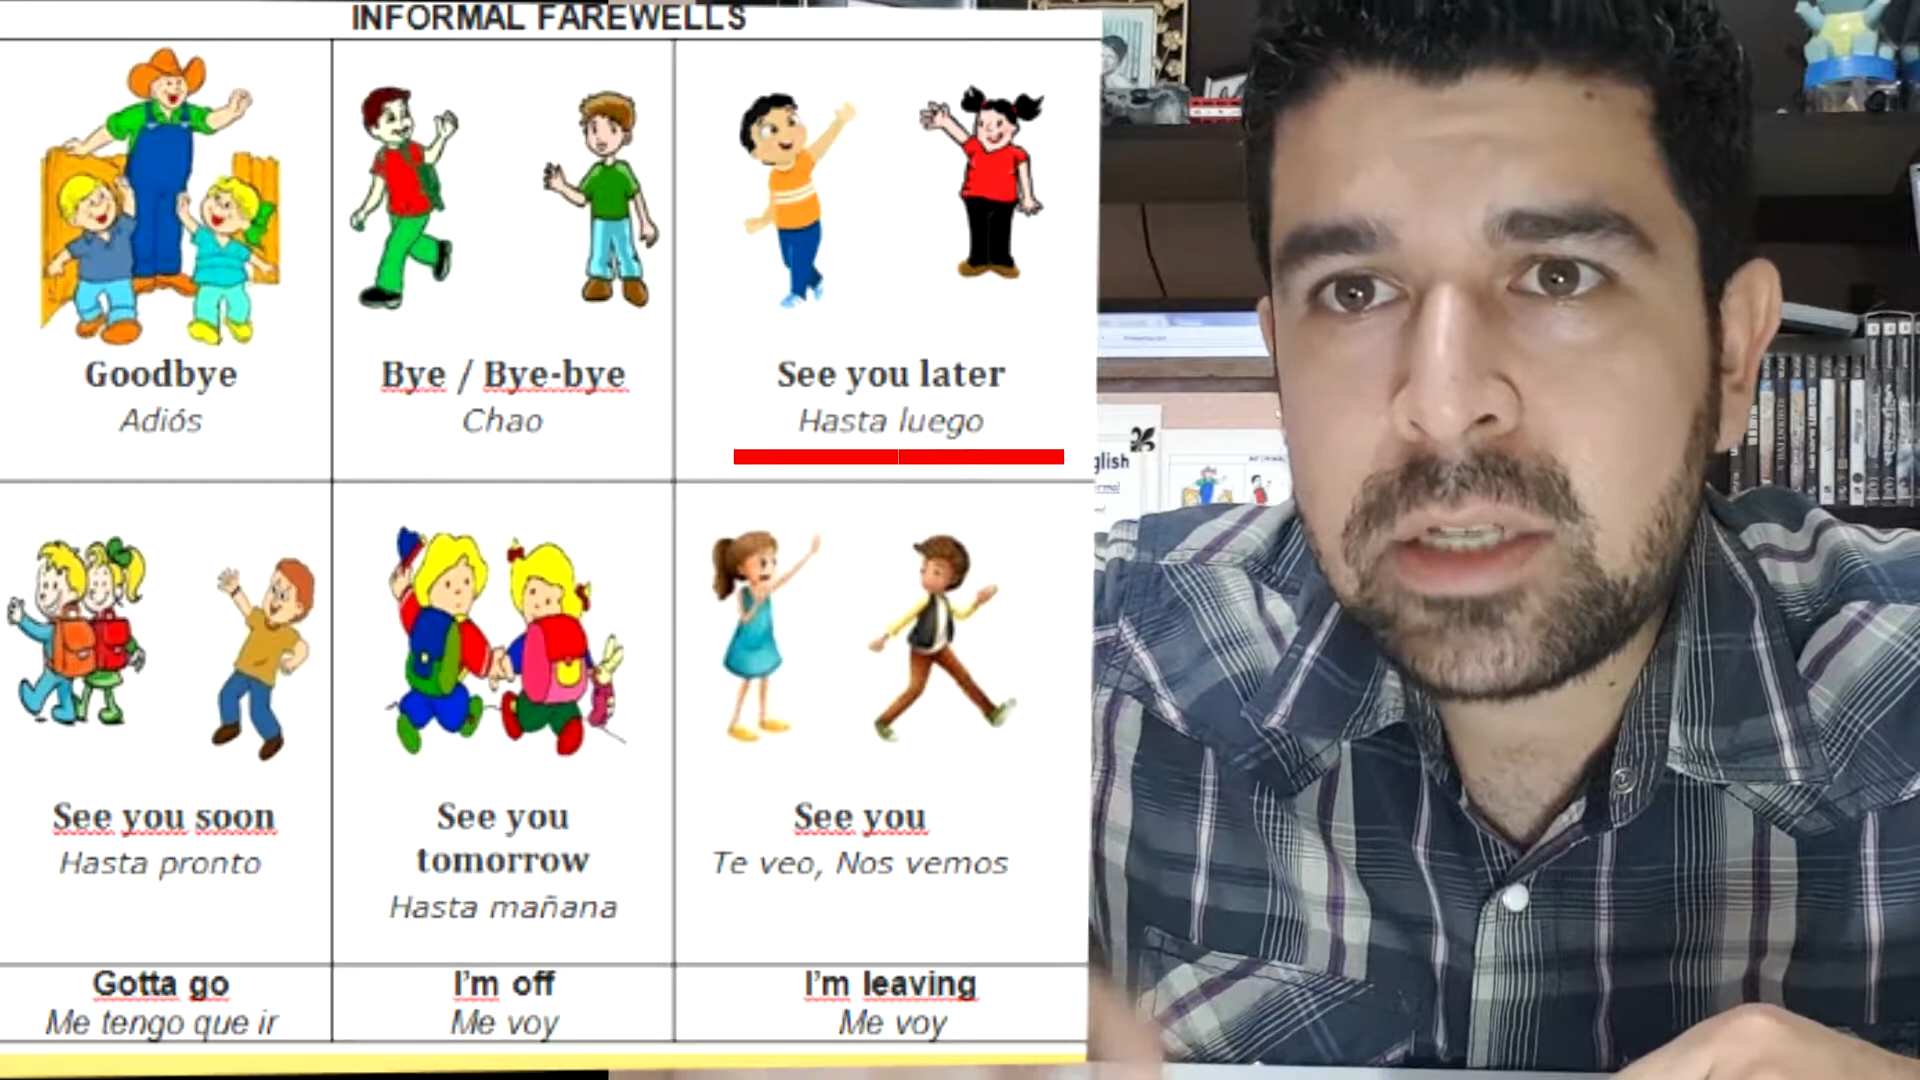 INFORMAL FAREWELLS
Goodbye
Adiós
Bye / Bye-bye
Chao
See you later
Hasta luego
glish
See you soon
Hasta pronto
See you
tomorrow
Hasta mañana
See you
Te veo, Nos vemos
Gotta go
Me tengo que ir
I'm off
Me voy
I'm leaving
Me voy